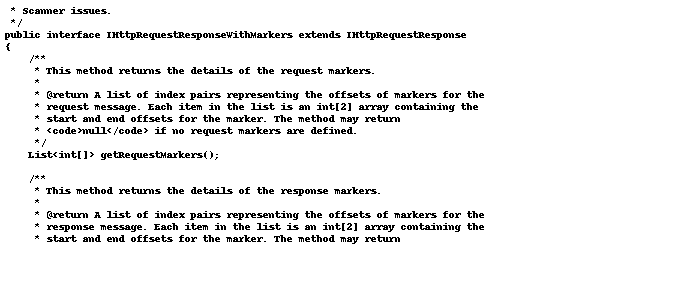 * Scanner issues.
 */
public interface IHttpRequestResponseWithMarkers extends IHttpRequestResponse
{
    /**
     * This method returns the details of the request markers.
     *
     * @return A list of index pairs representing the offsets of markers for the
     * request message. Each item in the list is an int[2] array containing the
     * start and end offsets for the marker. The method may return
     * <code>null</code> if no request markers are defined.
     */
    List<int[]> getRequestMarkers();

    /**
     * This method returns the details of the response markers.
     *
     * @return A list of index pairs representing the offsets of markers for the
     * response message. Each item in the list is an int[2] array containing the
     * start and end offsets for the marker. The method may return